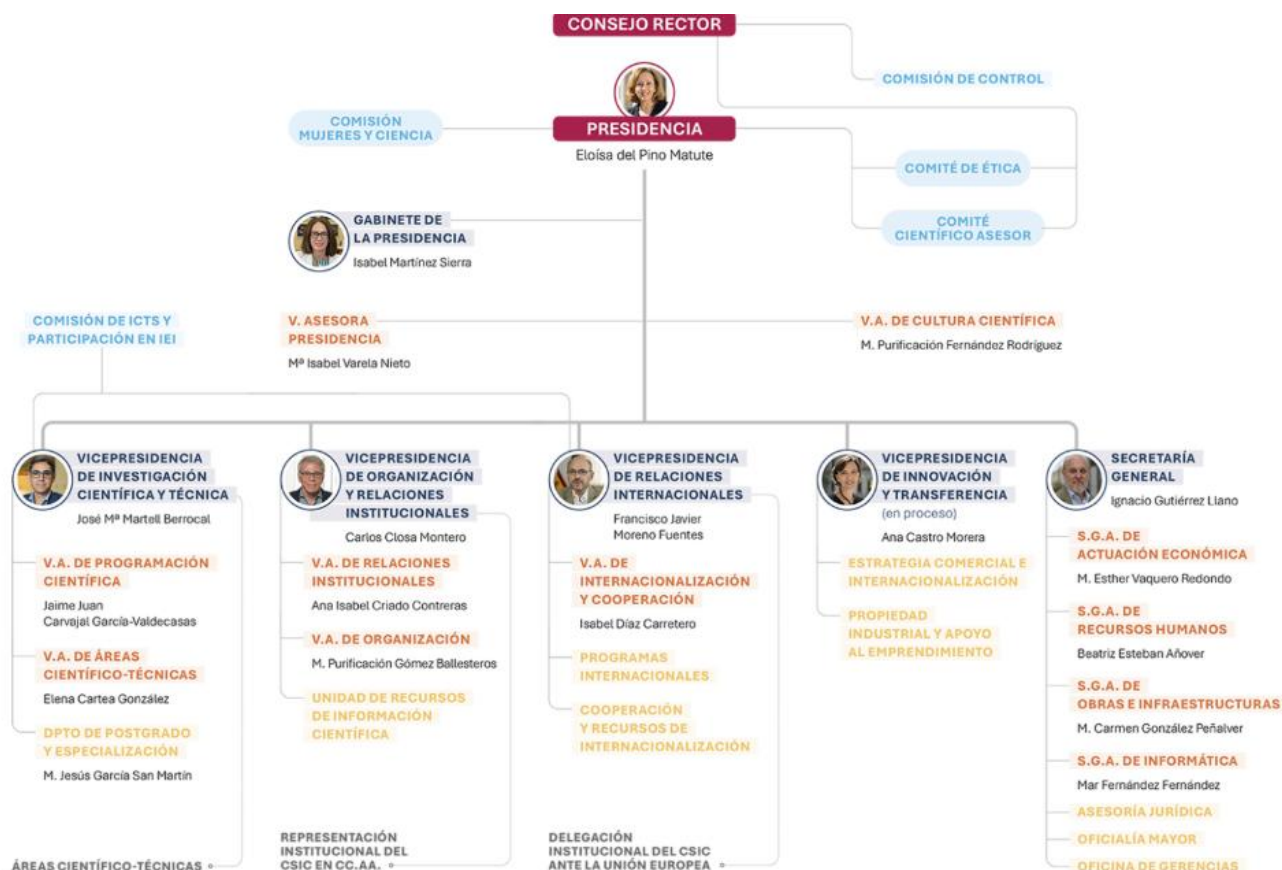 CONSEJO RECTOR
COMISIÓN DE CONTROL
COMISIÓN
MUJERES Y CIENCIA
PRESIDENCIA
Eloísa del Pino Matute
COMITÉ DE ÉTICA
COMITÉ
CIENTÍFICO ASESOR
GABINETE DE
LA PRESIDENCIA
Isabel Martínez Sierra
COMISIÓN DE ICTS Y
PARTICIPACIÓN EN IEI
V. ASESORA
PRESIDENCIA
Mª Isabel Varela Nieto
V.A. DE CULTURA CIENTÍFICA
M. Purificación Fernández Rodríguez
VICEPRESIDENCIA
DE INVESTIGACIÓN
CIENTÍFICA Y TÉCNICA
José Mª Martell Berrocal
V.A. DE PROGRAMACIÓN
CIENTÍFICA
Jaime Juan
Carvajal García-Valdecasas
V.A. DE ÁREAS
CIENTÍFICO-TÉCNICAS
Elena Cartea González
DPTO DE POSTGRADO
Y ESPECIALIZACIÓN
M. Jesús García San Martín
ÁREAS CIENTÍFICO-TÉCNICAS
VICEPRESIDENCIA
DE ORGANIZACIÓN
Y RELACIONES
INSTITUCIONALES
Carlos Closa Montero
V.A. DE RELACIONES
INSTITUCIONALES
Ana Isabel Criado Contreras
V.A. DE ORGANIZACIÓN
M. Purificación Gómez Ballesteros
UNIDAD DE RECURSOS
DE INFORMACIÓN
CIENTÍFICA
REPRESENTACIÓN
INSTITUCIONAL DEL
CSIC EN CC.AA.
VICEPRESIDENCIA
DE RELACIONES
INTERNACIONALES
Francisco Javier
Moreno Fuentes
V.A. DE
INTERNACIONALIZACIÓN
Y COOPERACIÓN
Isabel Díaz Carretero
PROGRAMAS
INTERNACIONALES
COOPERACIÓN
Y RECURSOS DE
INTERNACIONALIZACIÓN
DELEGACIÓN
INSTITUCIONAL DEL CSIC
ANTE LA UNIÓN EUROPEA
VICEPRESIDENCIA
DE INNOVACIÓN
Y TRANSFERENCIA
(en proceso)
Ana Castro Morera
ESTRATEGIA COMERCIAL E
INTERNACIONALIZACIÓN
PROPIEDAD
INDUSTRIAL Y APOYO
AL EMPRENDIMIENTO
SECRETARÍA
GENERAL
Ignacio Gutiérrez Llano
S.G.A. DE
ACTUACIÓN ECONÓMICA
M. Esther Vaquero Redondo
S.G.A. DE
RECURSOS HUMANOS
Beatriz Esteban Añover
S.G.A. DE
OBRAS E INFRAESTRUCTURAS
M. Carmen González Peñalver
S.G.A. DE INFORMÁTICA
Mar Fernández Fernández
ASESORÍA JURÍDICA
OFICIALÍA MAYOR
OFICINA DE GERENCIAS